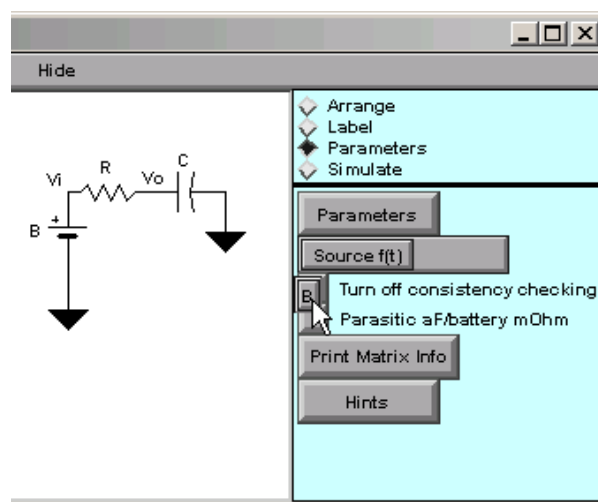 Hide
Arrange
Label
Parameters
Simulate
Vi
R
Vo
C
B
+
Parameters
Source f(t)
B
Turn off consistency checking
Parasitic aF/battery mOhm
Print Matrix Info
Hints